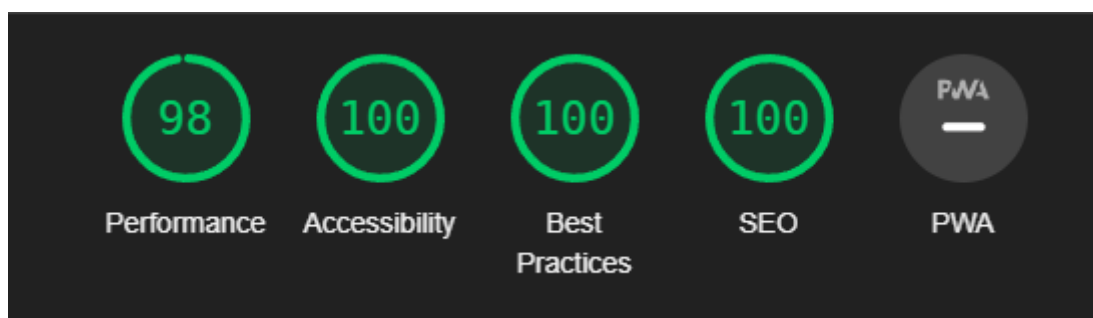 98
100
100
100
PWA
Performance
Accessibility
Best
Practices
SEO
PWA